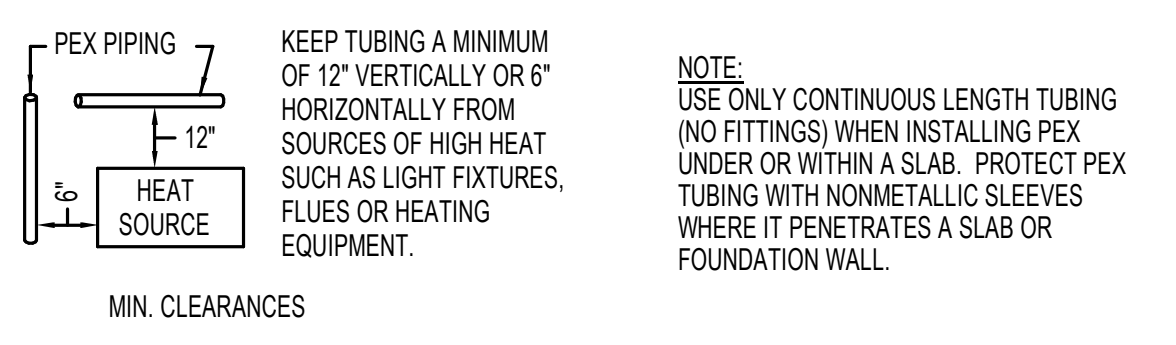 PEX PIPING
12"
6"
HEAT
SOURCE
MIN. CLEARANCES
KEEP TUBING A MINIMUM
OF 12" VERTICALLY OR 6"
HORIZONTALLY FROM
SOURCES OF HIGH HEAT
SUCH AS LIGHT FIXTURES,
FLUES OR HEATING
EQUIPMENT.
NOTE:
USE ONLY CONTINUOUS LENGTH TUBING
(NO FITTINGS) WHEN INSTALLING PEX
UNDER OR WITHIN A SLAB.  PROTECT PEX
TUBING WITH NONMETALLIC SLEEVES
WHERE IT PENETRATES A SLAB OR
FOUNDATION WALL.